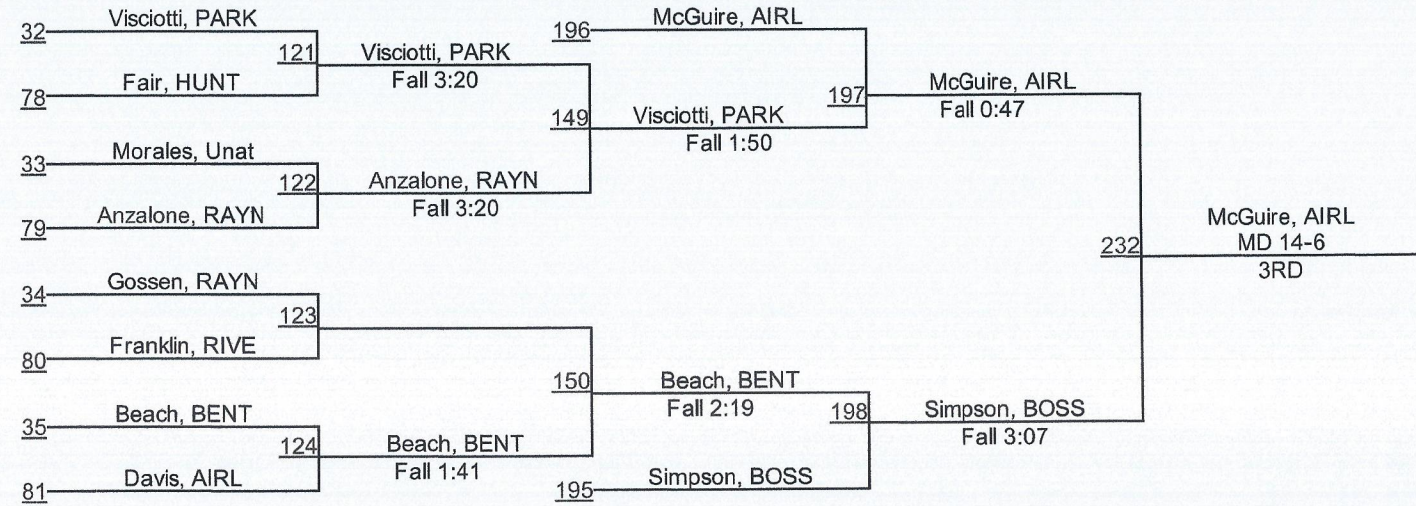 Visciotti, PARK
32
121
Fair, HUNT
78
Visciotti, PARK
Fall 3:20
Morales, Unat
33
122
Anzalone, RAYN
79
Anzalone, RAYN
Fall 3:20
149
Visciotti, PARK
Fall 1:50
McGuire, AIRL
196
197
McGuire, AIRL
Fall 0:47
Gossen, RAYN
34
123
Franklin, RIVE
80
Beach, BENT
35
124
Davis, AIRL
81
Beach, BENT
Fall 1:41
150
Beach, BENT
Fall 2:19
Simpson, BOSS
195
198
Simpson, BOSS
Fall 3:07
232
McGuire, AIRL
MD 14-6
3RD